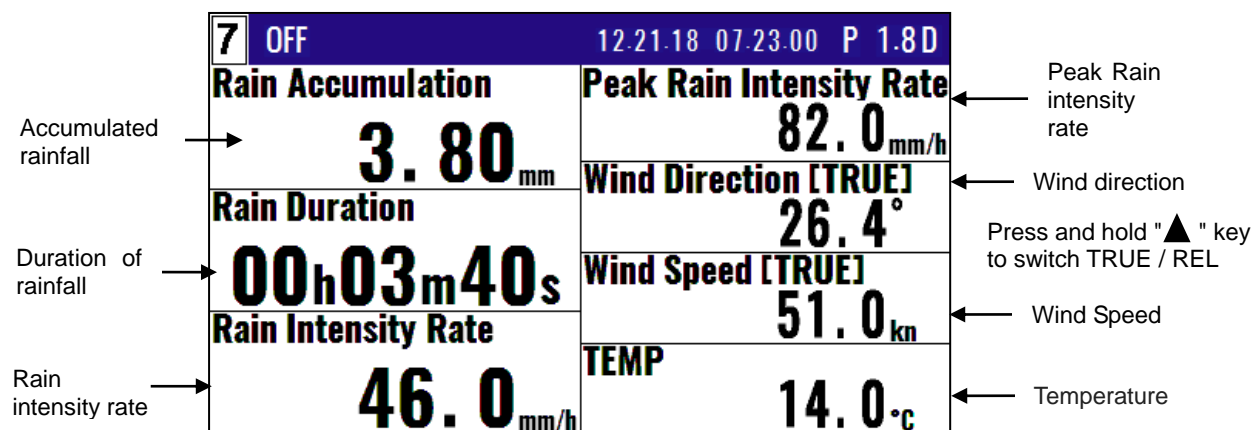 7 OFF 12.21.18 07.23.00 P 1.8D
Rain Accumulation
3.80mm
Rain Duration
00h03m40s
Rain Intensity Rate
46.0mm/h
Peak Rain Intensity Rate
82.0mm/h
Wind Direction [TRUE]
26.4°
Wind Speed [TRUE]
51.0kn
TEMP
14.0°C
Accumulated
rainfall
Duration of
rainfall
Rain
intensity rate
Peak Rain
intensity
rate
Wind direction
Press and hold "▲ " key
to switch TRUE / REL
Wind Speed
Temperature